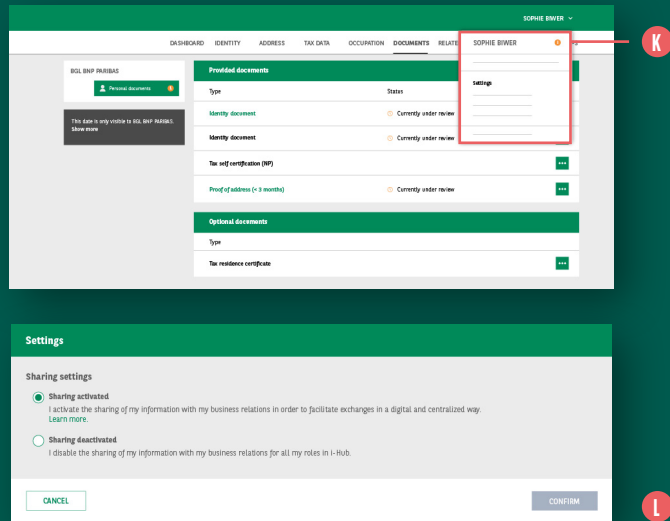 SOPHIE BIWER
DASHBOARD IDENTITY ADDRESS TAX DATA OCCUPATION DOCUMENTS RELATE
SOPHIE BIWER
K
BGL BNP PARIBAS
Personal documents
Provided documents
Type Status
Settings
Identity document Currently under review
This data is only visible to BGL BNP PARIBAS.
Show more
Identity document Currently under review
Tax self certification (NP)
Proof of address (< 3 months) Currently under review
Optional documents
Type
Tax residence certificate
Settings
Sharing settings
Sharing activated
I activate the sharing of my information with my business relations in order to facilitate exchanges in a digital and centralized way.
Learn more.
Sharing deactivated
I disable the sharing of my information with my business relations for all my roles in i-Hub.
CANCEL CONFIRM
L